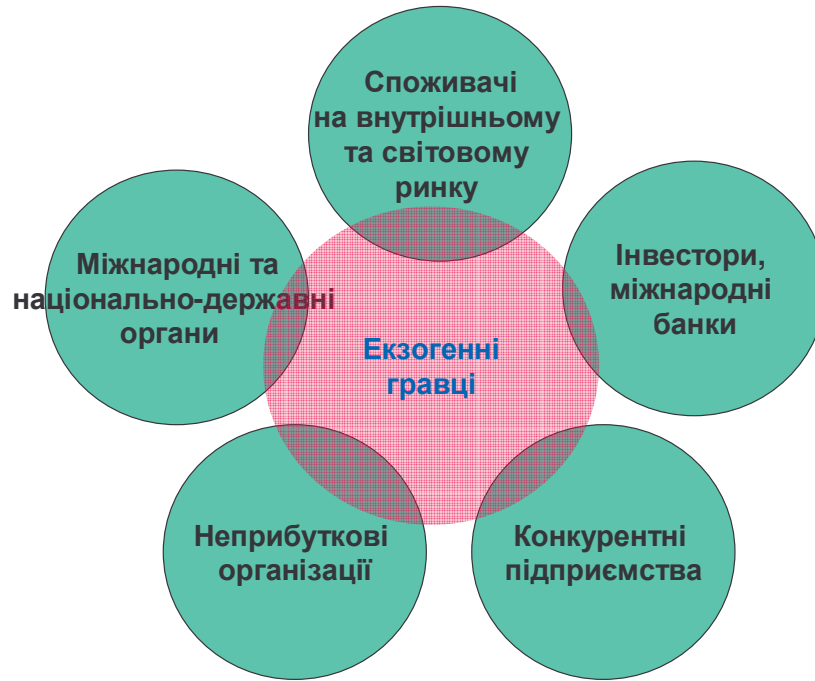 Споживачі
на внутрішньому
та світовому
ринку
Міжнародні та
національно-державні
органи
Інвестори,
міжнародні
банки
Екзогенні
гравці
Неприбуткові
організації
Конкурентні
підприємства